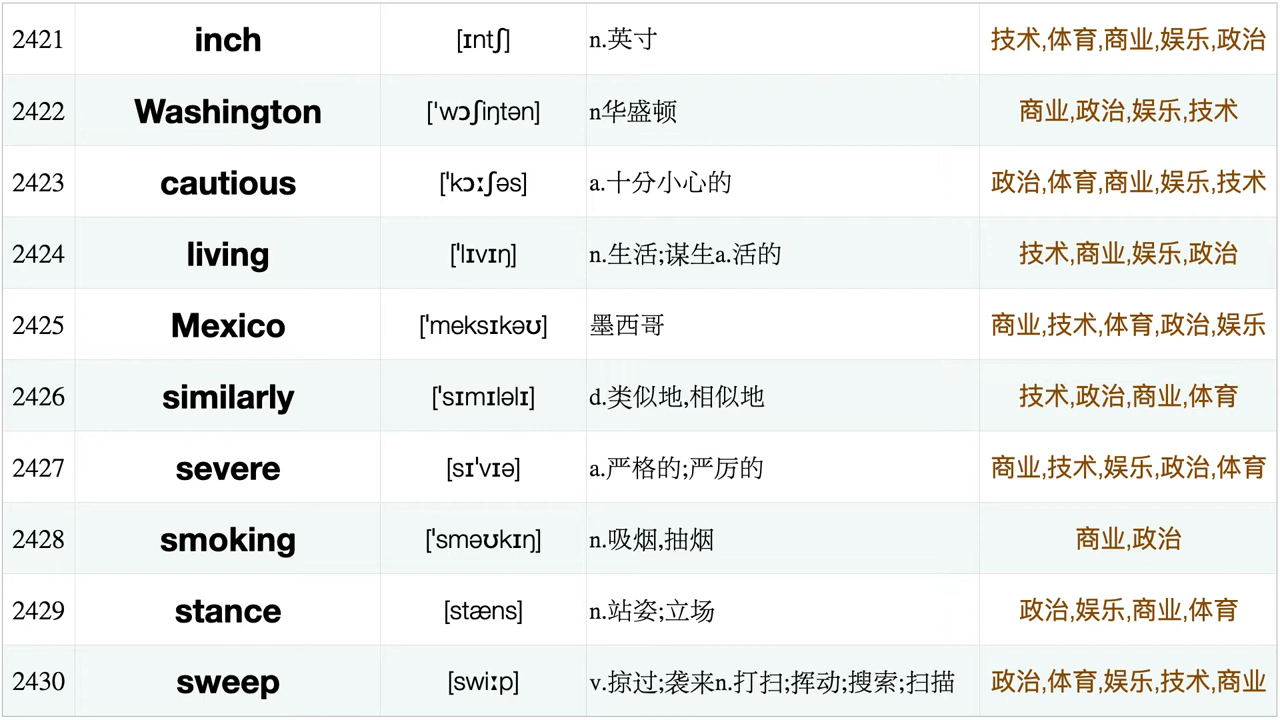 2421 inch [ɪntʃ] n.英寸 技术,体育,商业,娱乐,政治
2422 Washington ['wɔʃiŋtən] n华盛顿 商业,政治,娱乐,技术
2423 cautious [ˈkɔːʃəs] a.十分小心的 政治,体育,商业,娱乐,技术
2424 living [ˈlɪvɪŋ] n.生活;谋生a.活的 技术,商业,娱乐,政治
2425 Mexico [ˈmeksɪkəʊ] 墨西哥 商业,技术,体育,政治,娱乐
2426 similarly [ˈsɪmɪləlɪ] d.类似地,相似地 技术,政治,商业,体育
2427 severe [sɪˈvɪə] a.严格的;严厉的 商业,技术,娱乐,政治,体育
2428 smoking [ˈsməʊkɪŋ] n.吸烟,抽烟 商业,政治
2429 stance [stæns] n.站姿;立场 政治,娱乐,商业,体育
2430 sweep [swiːp] v.掠过;袭来n.打扫;挥动;搜索;扫描 政治,体育,娱乐,技术,商业